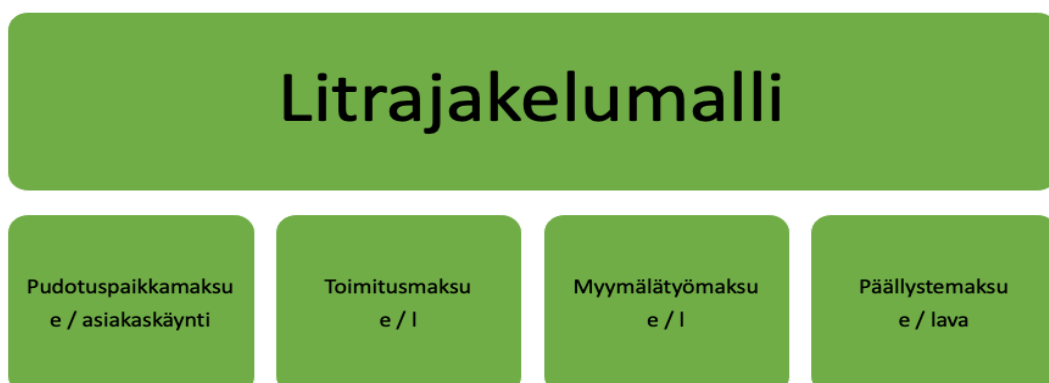 Litrajakelumalli
Pudotuspaikkamaksu
e / asiakaskäynti
Toimitusmaksu
e / l
Myymälätyömaksu
e / l
Päällystemaksu
e / lava